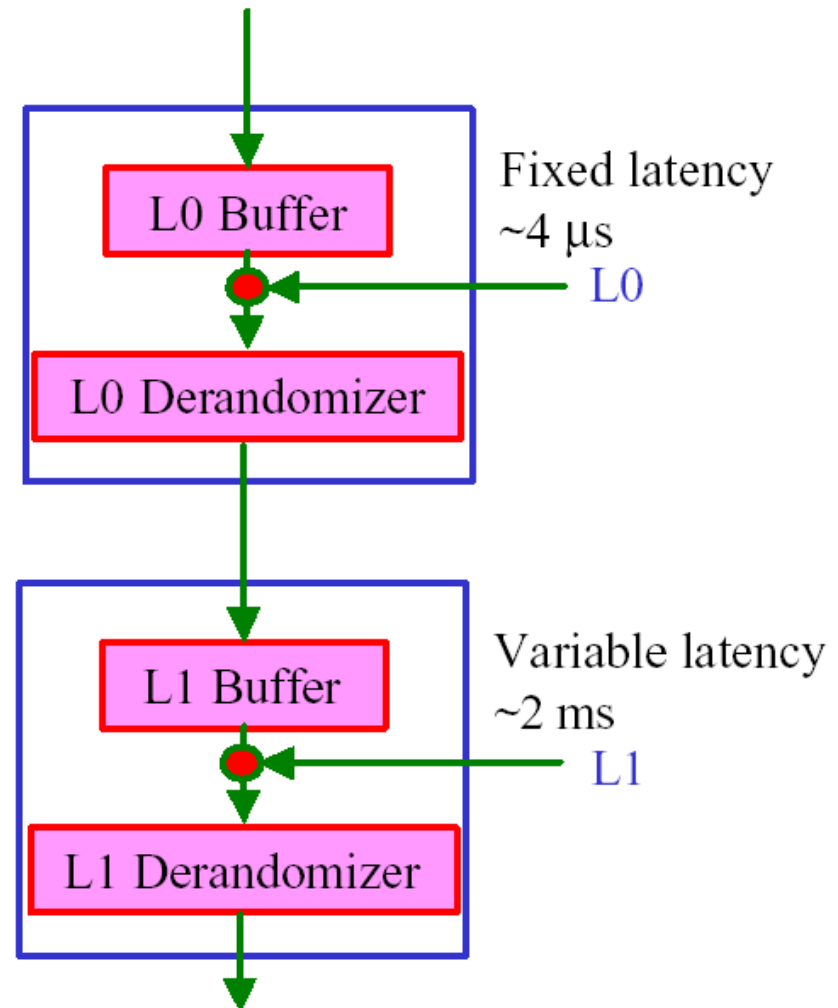 L0 Buffer
Fixed latency
~4 μs
L0
L0 Derandomizer
L1 Buffer
Variable latency
~2 ms
L1
L1 Derandomizer